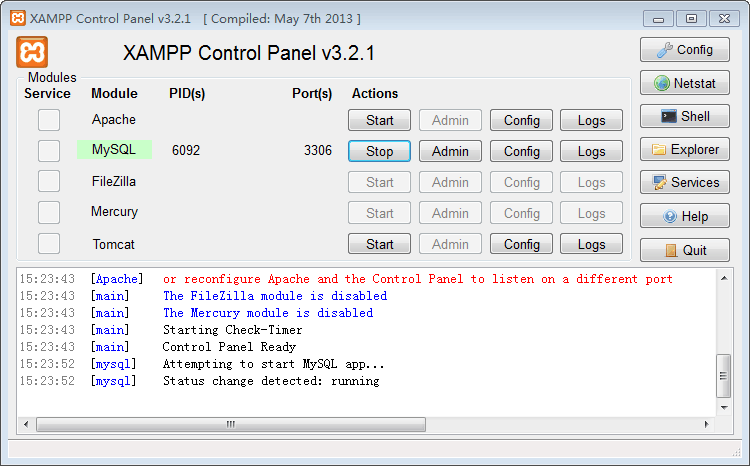 XAMPP Control Panel v3.2.1 [ Compiled: May 7th 2013 ]
XAMPP Control Panel v3.2.1
Config
Modules
Service Module PID(s) Port(s) Actions
Netstat
Apache Start Admin Config Logs
Shell
MySQL 6092 3306 Stop Admin Config Logs
Explorer
FileZilla Start Admin Config Logs
Services
Mercury Start Admin Config Logs
Help
Tomcat Start Admin Config Logs
Quit
15:23:43 [Apache] or reconfigure Apache and the Control Panel to listen on a different port
15:23:43 [main] The FileZilla module is disabled
15:23:43 [main] The Mercury module is disabled
15:23:43 [main] Starting Check-Timer
15:23:43 [main] Control Panel Ready
15:23:52 [mysql] Attempting to start MySQL app...
15:23:52 [mysql] Status change detected: running